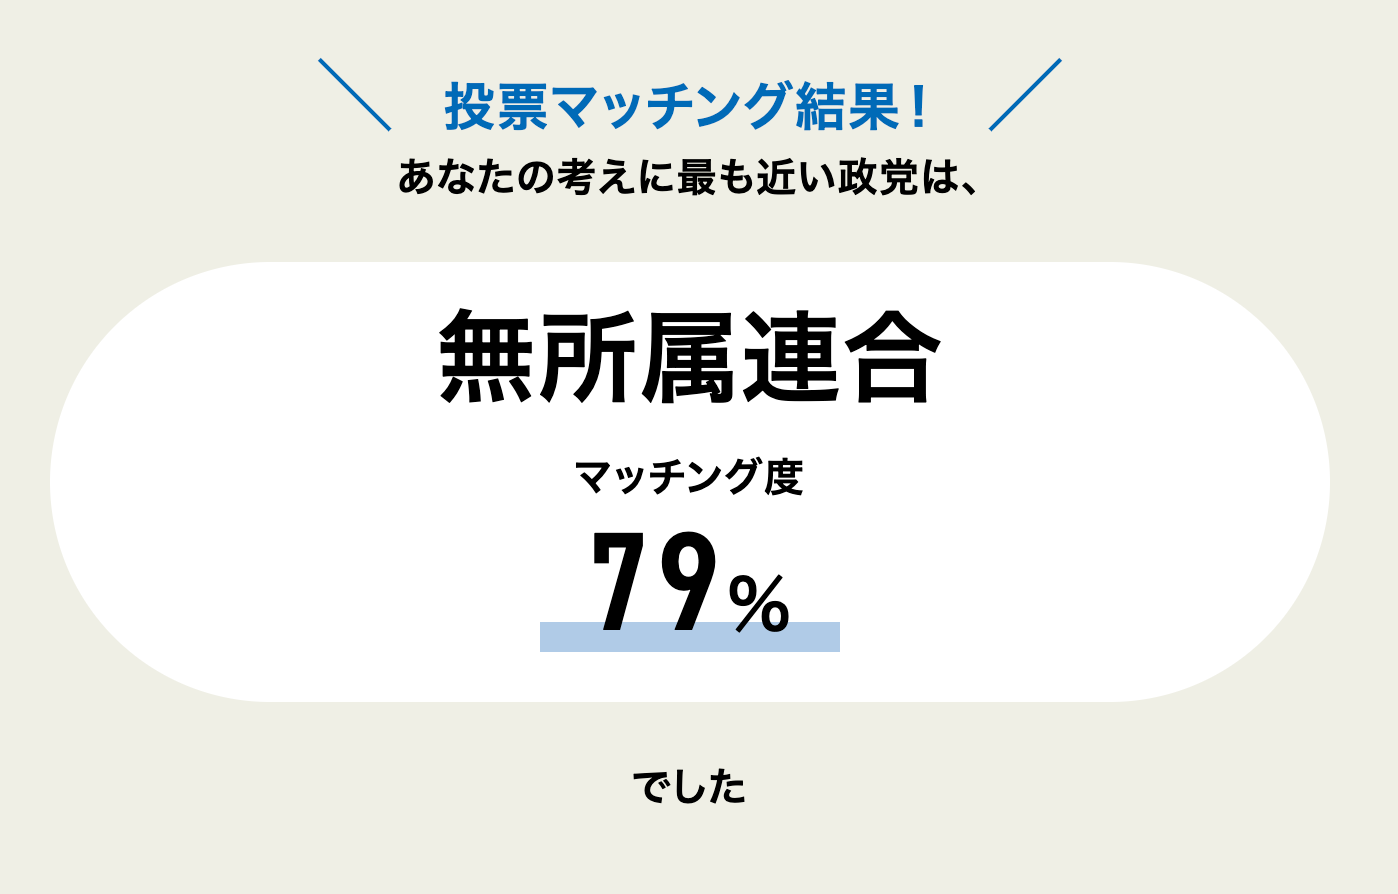 投票マッチング結果！
あなたの考えに最も近い政党は、
無所属連合
マッチング度
79%
でした